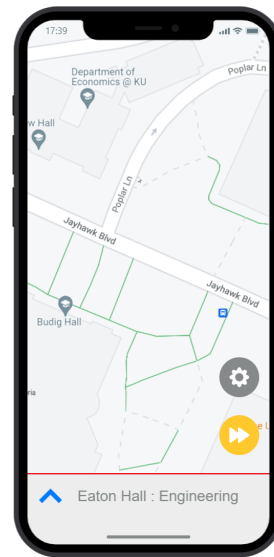 17:39
Department of
Economics @ KU
Poplar Ln
w Hall
Poplar Ln
Jayhawk Blvd
Jayhawk Blvd
Budig Hall
ria
Eaton Hall : Engineering